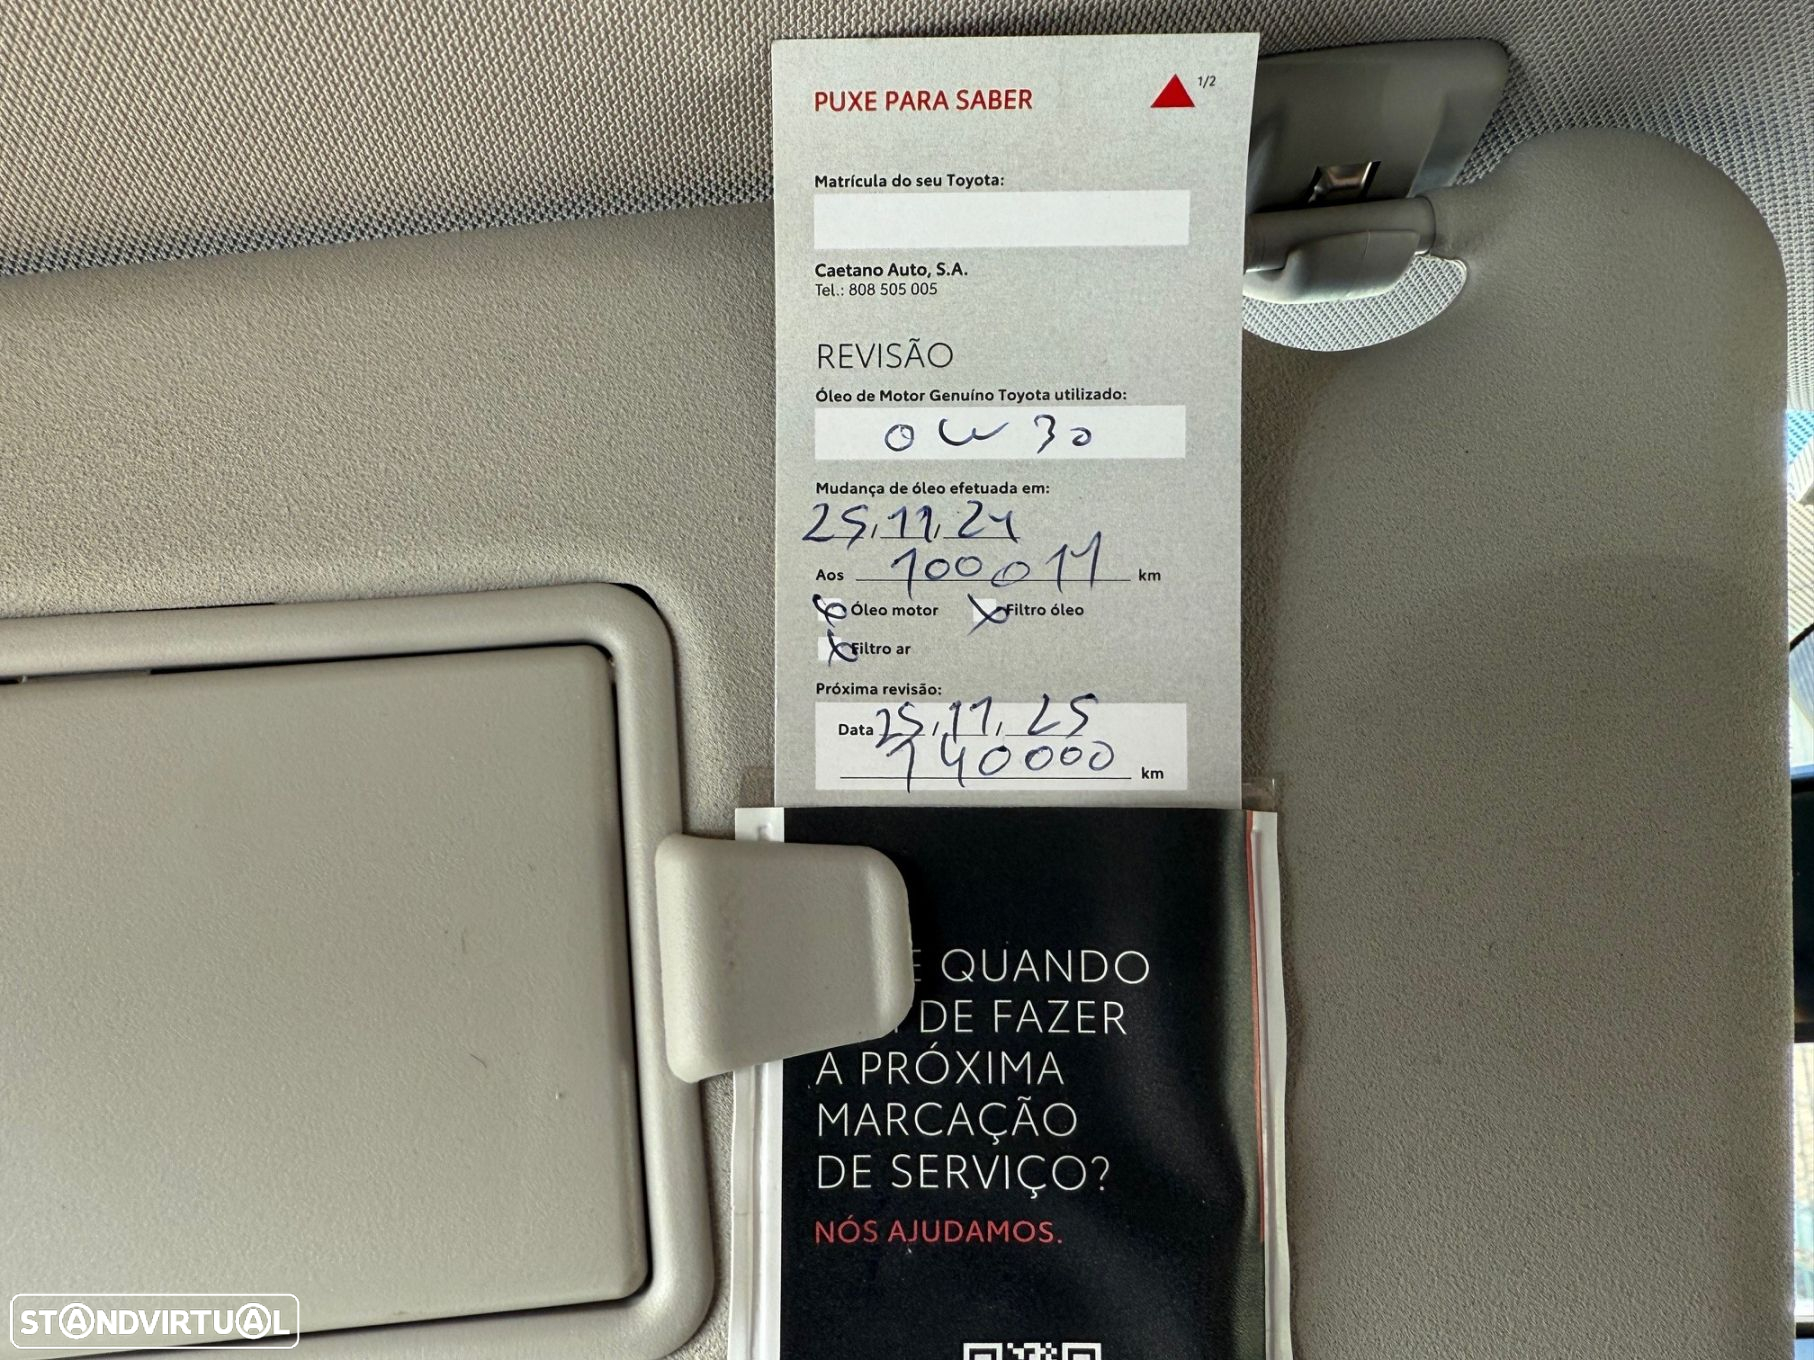 PUXE PARA SABER
1/2
Matrícula do seu Toyota:
Caetano Auto, S.A.
Tel.: 808 505 005
REVISÃO
Óleo de Motor Genuíno Toyota utilizado:
0W30
Mudança de óleo efetuada em:
25,11,24
Aos 100011 km
Óleo motor Filtro óleo
Filtro ar
Próxima revisão:
Data 25,11,25
140000 km
QUANDO
DE FAZER
A PRÓXIMA
MARCAÇÃO
DE SERVIÇO?
NÓS AJUDAMOS.
STANDVIRTUAL